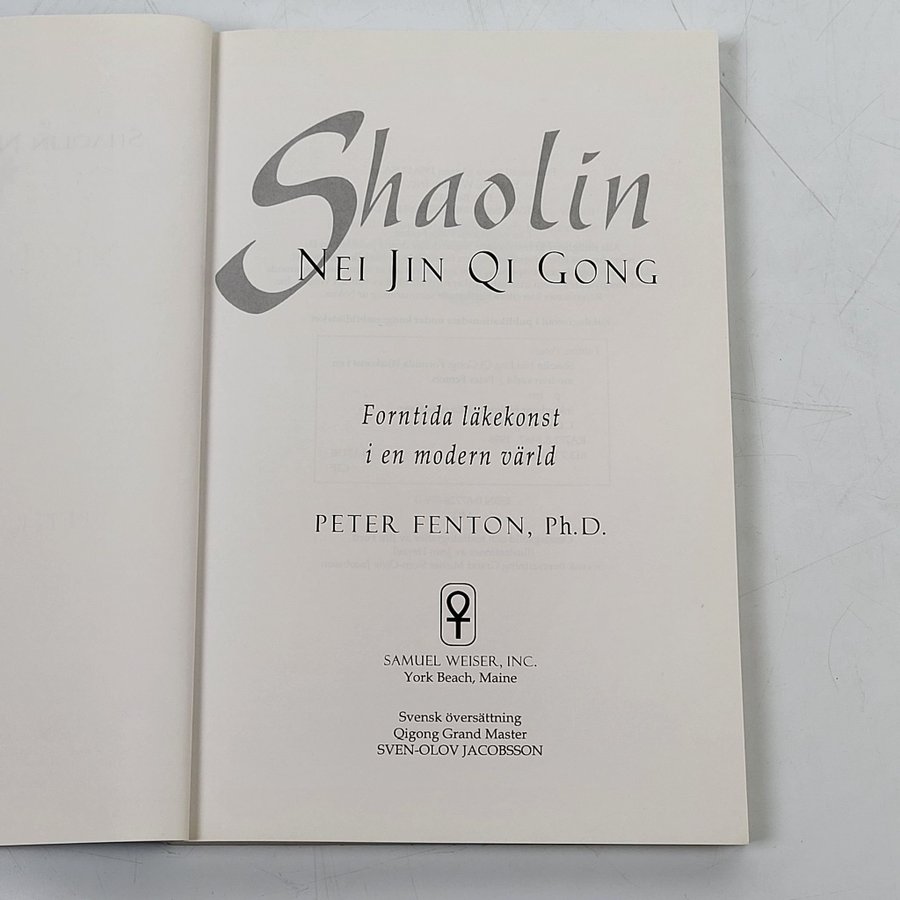 Shaolin
NEI JIN QI GONG
Forntida läkekonst
i en modern värld
PETER FENTON, Ph.D.
SAMUEL WEISER, INC.
York Beach, Maine
Svensk översättning
Qigong Grand Master
SVEN-OLOV JACOBSSON